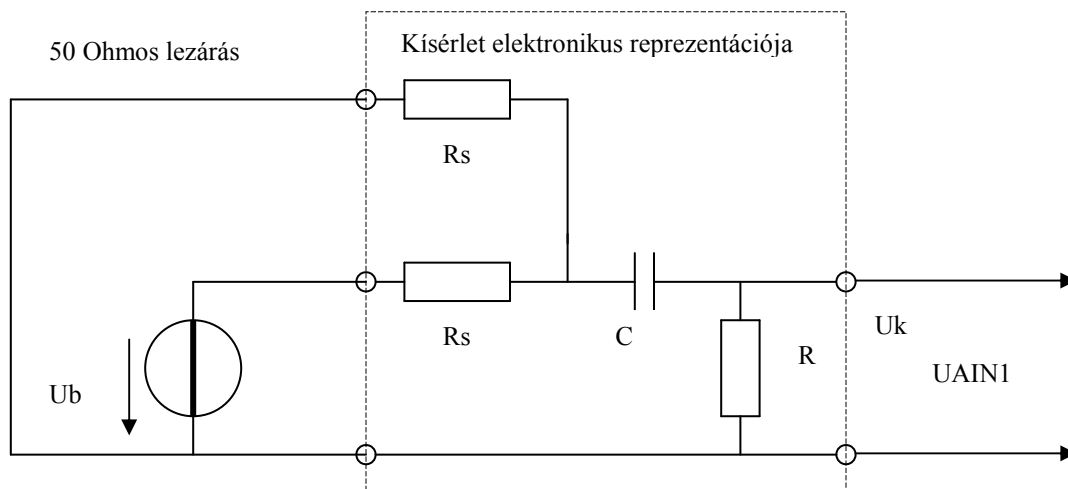 50 Ohmos lezárás
Kísérlet elektronikus reprezentációja
Rs
Rs
C
R
Uk
UAIN1
Ub